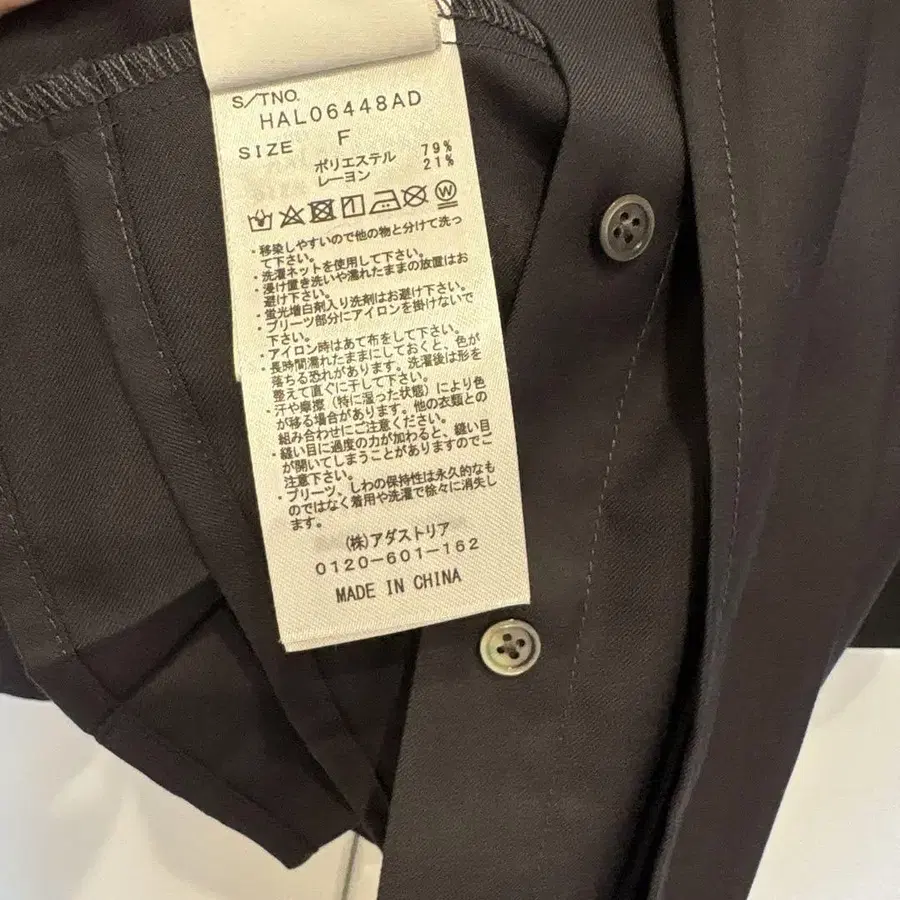 S/TNO.
HAL06448AD
SIZE F
ポリエステル 79%
レーヨン 21%
W
・移染しやすいので他の物と分けて洗っ
て下さい。
・洗濯ネットを使用して下さい。
・浸け置き洗いや濡れたままの放置はお
避け下さい。
・蛍光増白剤入り洗剤はお避け下さい。
・プリーツ部分にアイロンを掛けないで
下さい。
・アイロン時はあて布をして下さい。
・長時間濡れたままにしておくと、色が
落ちる恐れがあります。洗濯後は形を
整えて直ぐに干して下さい。
・汗や摩擦（特に湿った状態）により色
が移る場合があります。他の衣類との
組み合わせにご注意ください。
・縫い目に過度の力が加わると、縫い目
が開いてしまうことがありますのでご
注意下さい。
・プリーツ、しわの保持性は永久的なも
のではなく着用や洗濯で徐々に消失し
ます。
(株)アダストリア
0120-601-162
MADE IN CHINA